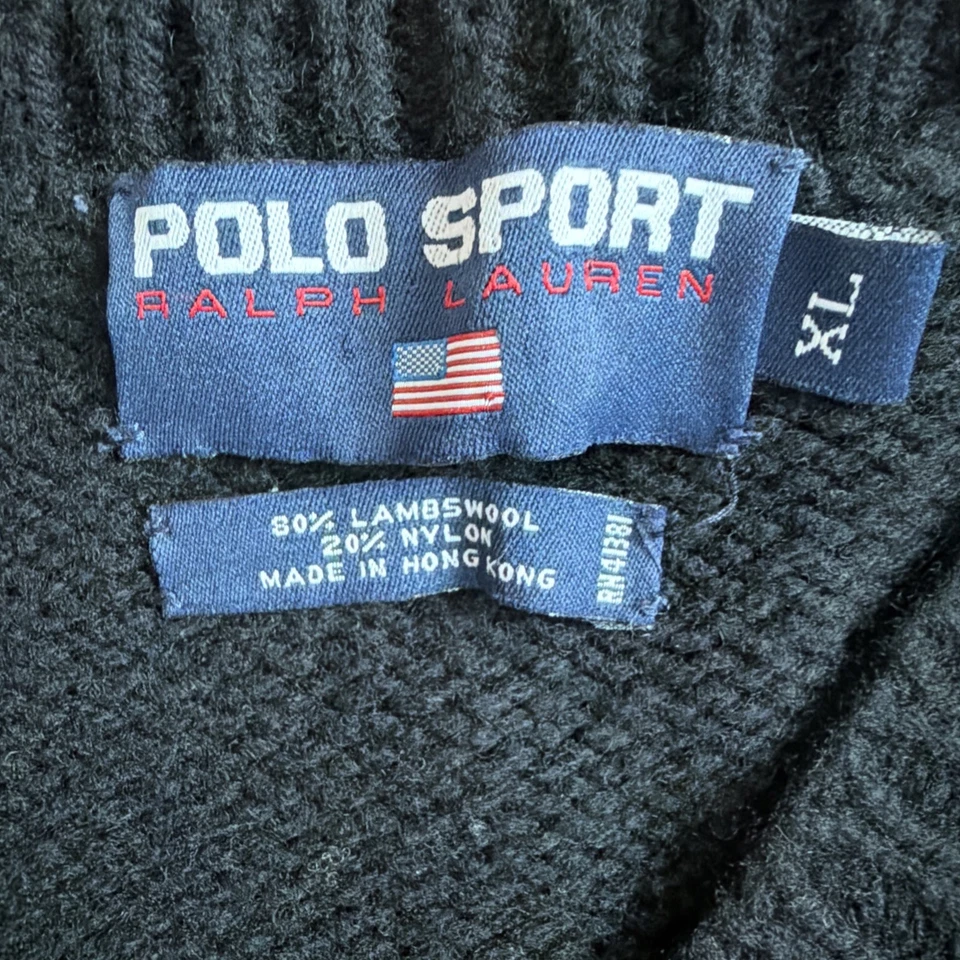 POLO SPORT
RALPH LAUREN
XL
80% LAMBSWOOL
20% NYLON
MADE IN HONG KONG
RN41381